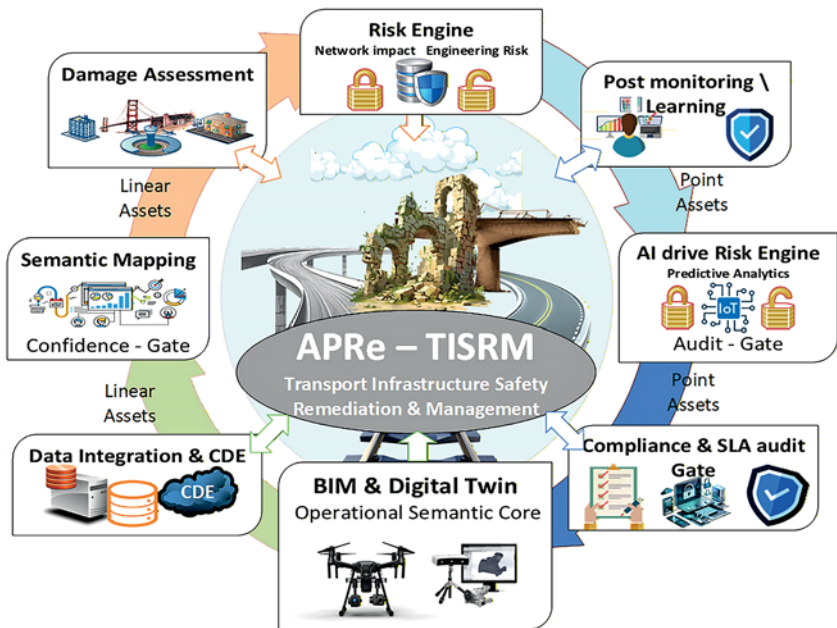 Risk Engine
Network impact Engineering Risk
Damage Assessment
Post monitoring \
Learning
Linear
Assets
Point
Assets
Semantic Mapping
Confidence - Gate
AI drive Risk Engine
Predictive Analytics
IoT
Audit - Gate
APRe – TISRM
Transport Infrastructure Safety
Remediation & Management
Linear
Assets
Point
Assets
Data Integration & CDE
CDE
BIM & Digital Twin
Operational Semantic Core
Compliance & SLA audit
Gate